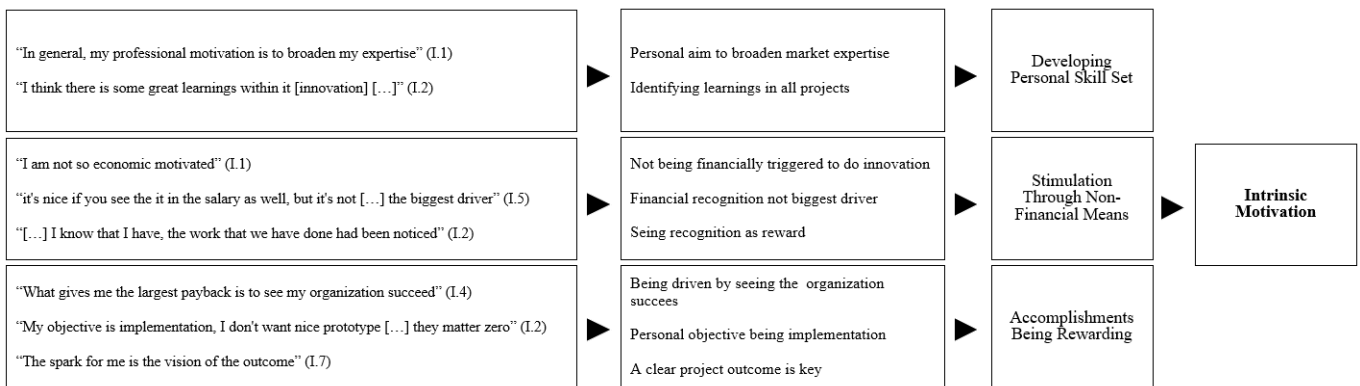 “In general, my professional motivation is to broaden my expertise” (I.1)
“I think there is some great learnings within it [innovation] […]” (I.2)
Personal aim to broaden market expertise
Identifying learnings in all projects
Developing
Personal Skill Set
“I am not so economic motivated” (I.1)
“it's nice if you see the it in the salary as well, but it's not […] the biggest driver” (I.5)
“[…] I know that I have, the work that we have done had been noticed” (I.2)
Not being financially triggered to do innovation
Financial recognition not biggest driver
Seing recognition as reward
Stimulation
Through Non-
Financial Means
Intrinsic
Motivation
“What gives me the largest payback is to see my organization succeed” (I.4)
“My objective is implementation, I don't want nice prototype […] they matter zero” (I.2)
“The spark for me is the vision of the outcome” (I.7)
Being driven by seeing the organization
succees
Personal objective being implementation
A clear project outcome is key
Accomplishments
Being Rewarding